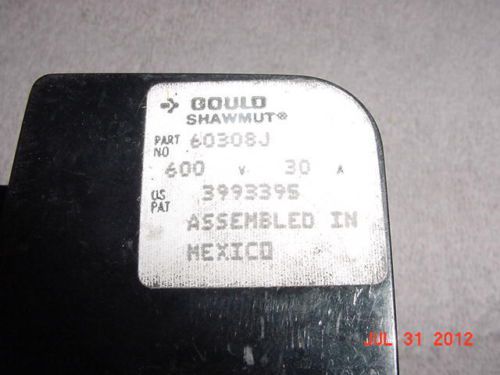 GOULD
SHAWMUT®
PART NO 60308J
600 V 30 A
US PAT 3993395
ASSEMBLED IN
MEXICO
JUL 31 2012